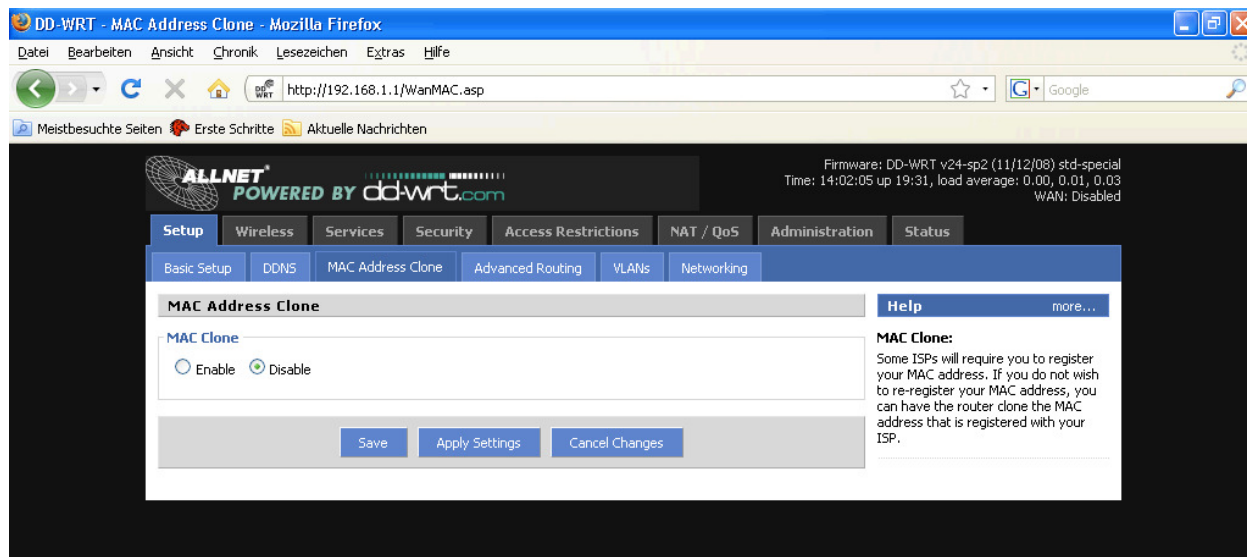 DD-WRT - MAC Address Clone - Mozilla Firefox
Datei Bearbeiten Ansicht Chronik Lesezeichen Extras Hilfe
DD WRT http://192.168.1.1/WanMAC.asp G Google
Meistbesuchte Seiten Erste Schritte Aktuelle Nachrichten
ALLNET
POWERED BY dd-wrt.com
Firmware: DD-WRT v24-sp2 (11/12/08) std-special
Time: 14:02:05 up 19:31, load average: 0.00, 0.01, 0.03
WAN: Disabled
Setup Wireless Services Security Access Restrictions NAT / QoS Administration Status
Basic Setup DDNS MAC Address Clone Advanced Routing VLANs Networking
MAC Address Clone
MAC Clone
Enable Disable
Save Apply Settings Cancel Changes
Help more...
MAC Clone:
Some ISPs will require you to register
your MAC address. If you do not wish
to re-register your MAC address, you
can have the router clone the MAC
address that is registered with your
ISP.